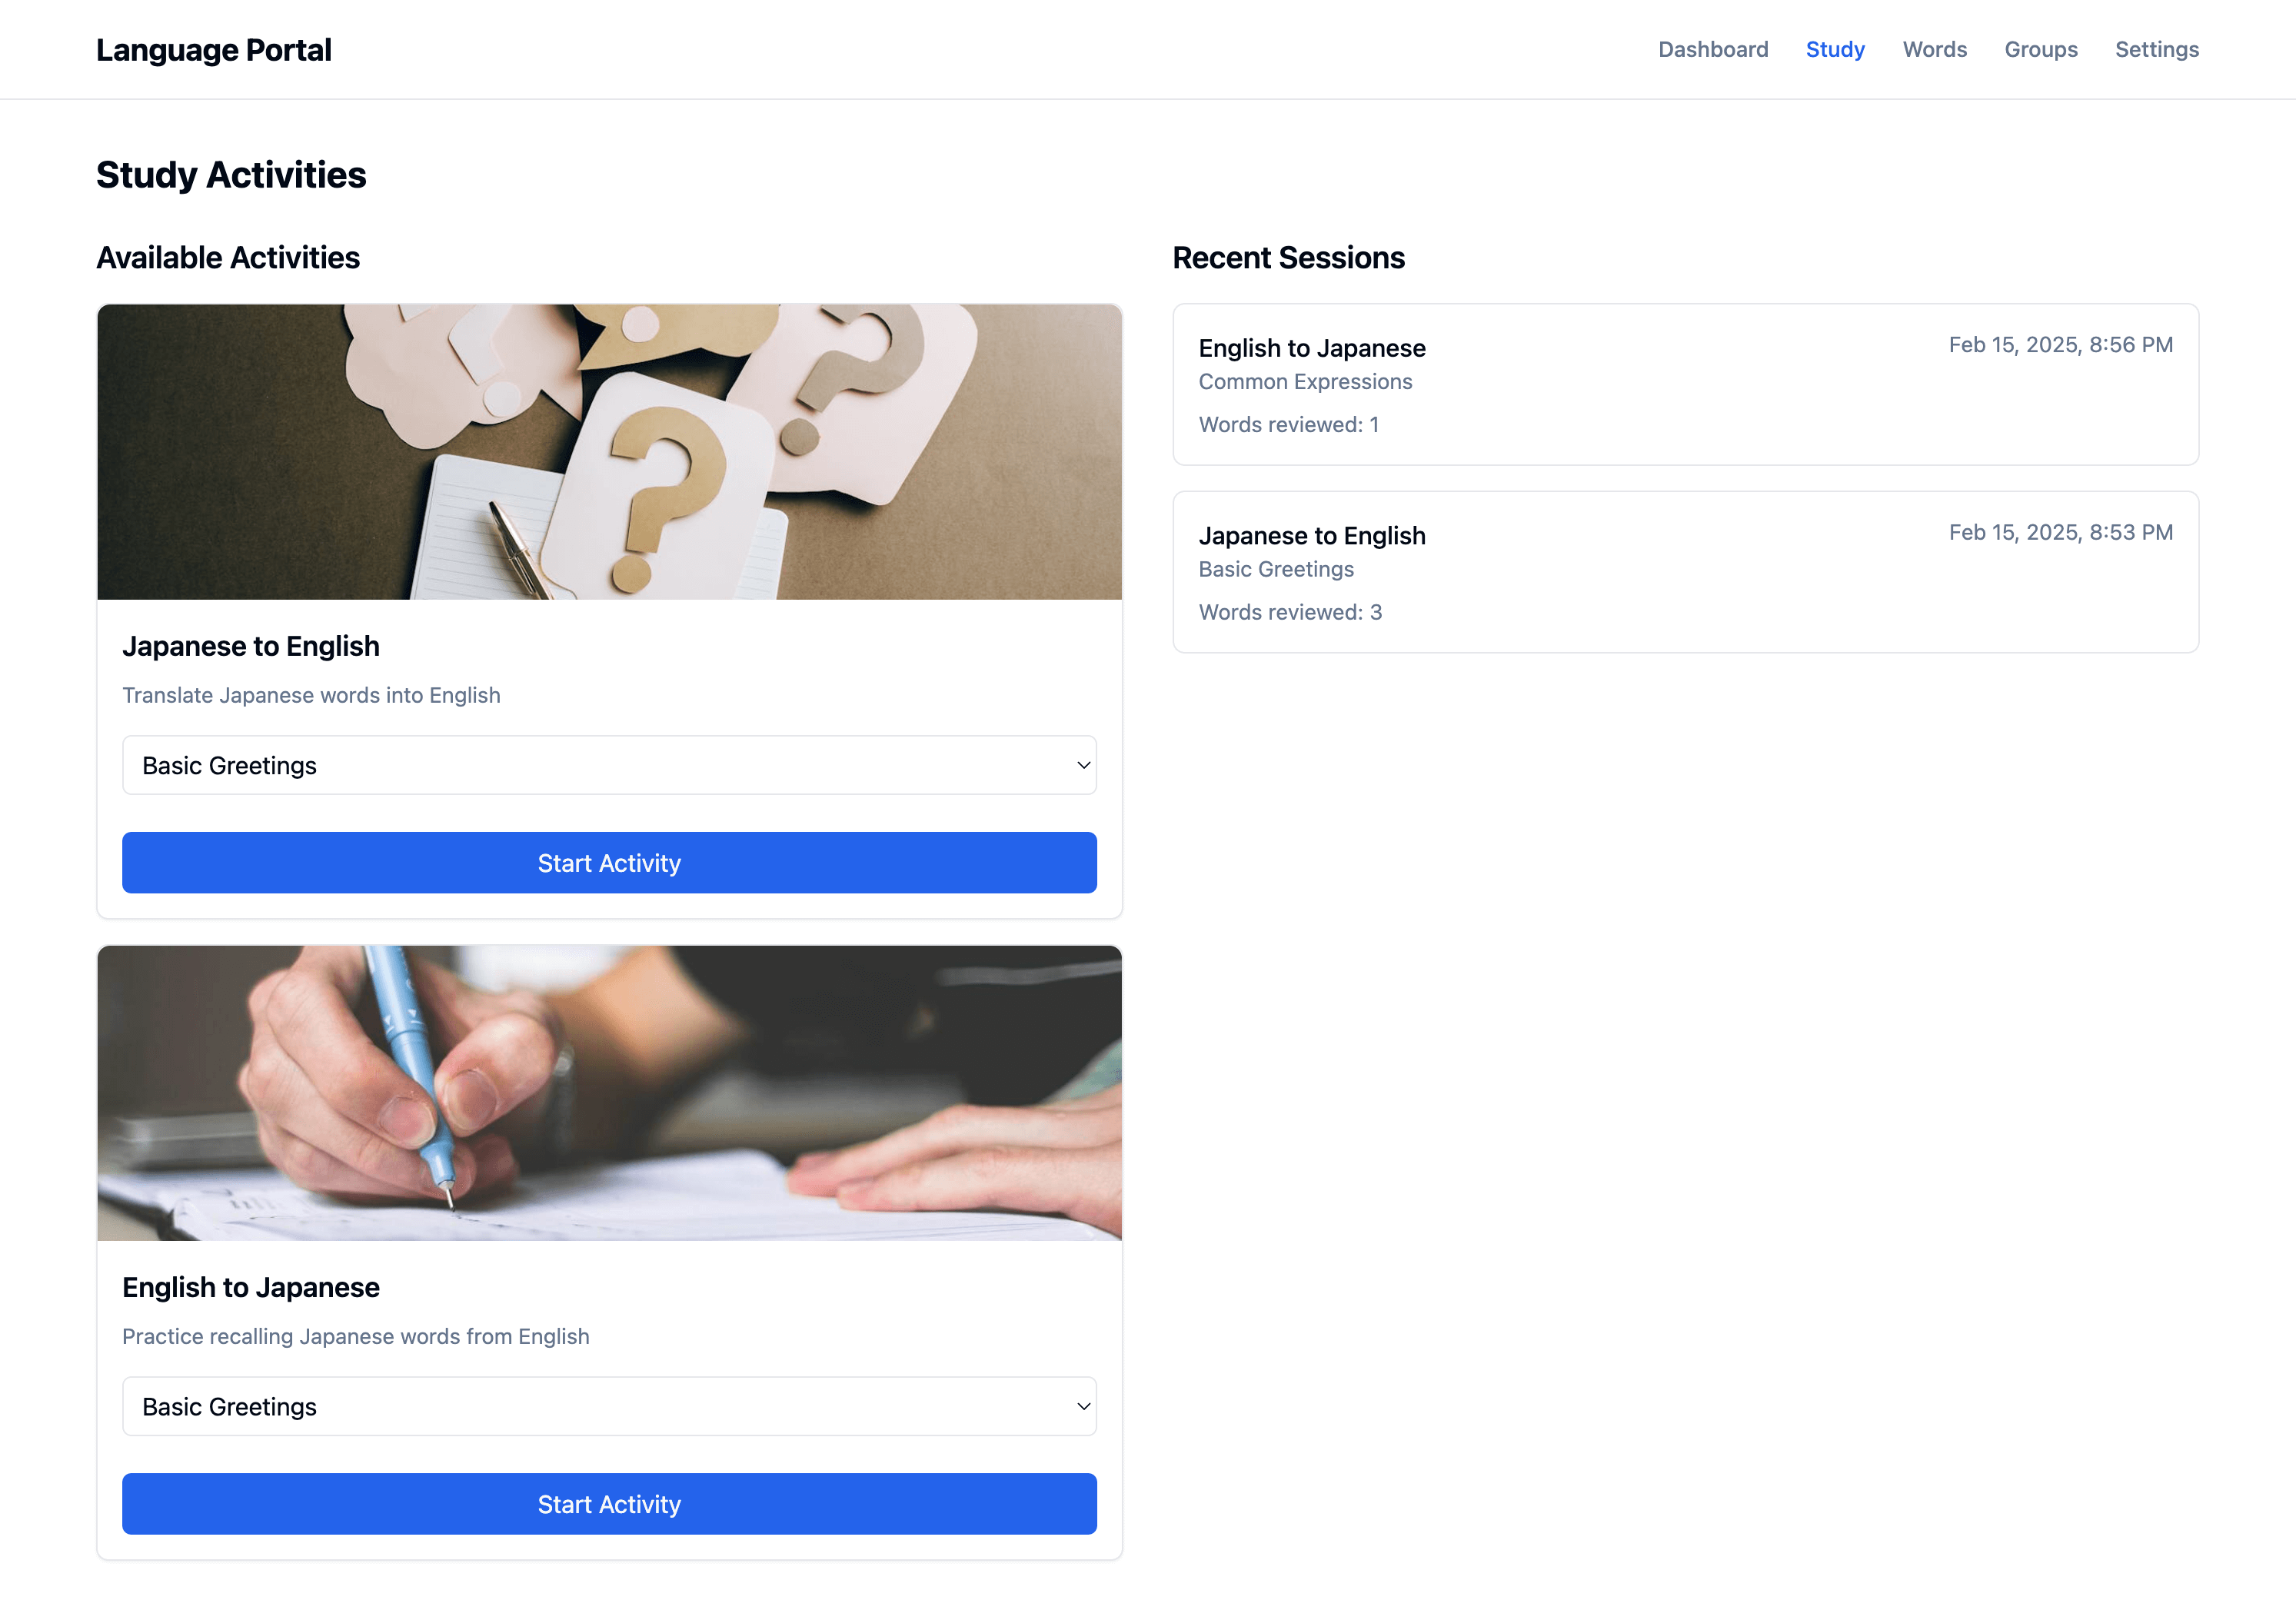 Language Portal
Dashboard Study Words Groups Settings
Study Activities
Available Activities
Japanese to English
Translate Japanese words into English
Basic Greetings
Start Activity
English to Japanese
Practice recalling Japanese words from English
Basic Greetings
Start Activity
Recent Sessions
English to Japanese
Feb 15, 2025, 8:56 PM
Common Expressions
Words reviewed: 1
Japanese to English
Feb 15, 2025, 8:53 PM
Basic Greetings
Words reviewed: 3